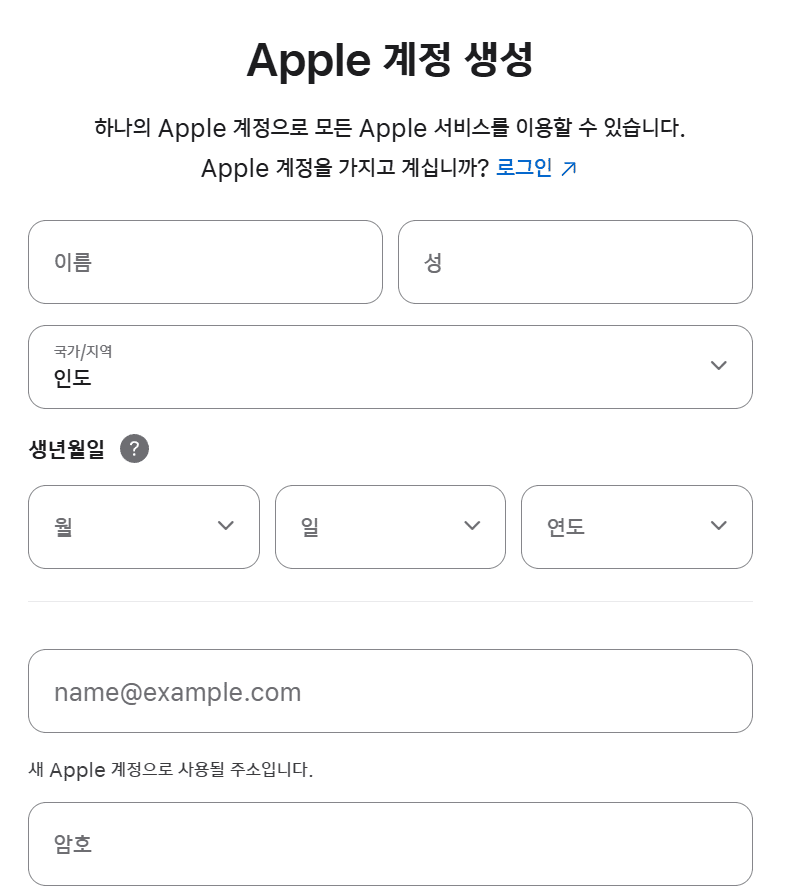 Apple 계정 생성
하나의 Apple 계정으로 모든 Apple 서비스를 이용할 수 있습니다.
Apple 계정을 가지고 계십니까? 로그인 ↗
이름
성
국가/지역
인도
생년월일 ?
월
일
연도
name@example.com
새 Apple 계정으로 사용될 주소입니다.
암호